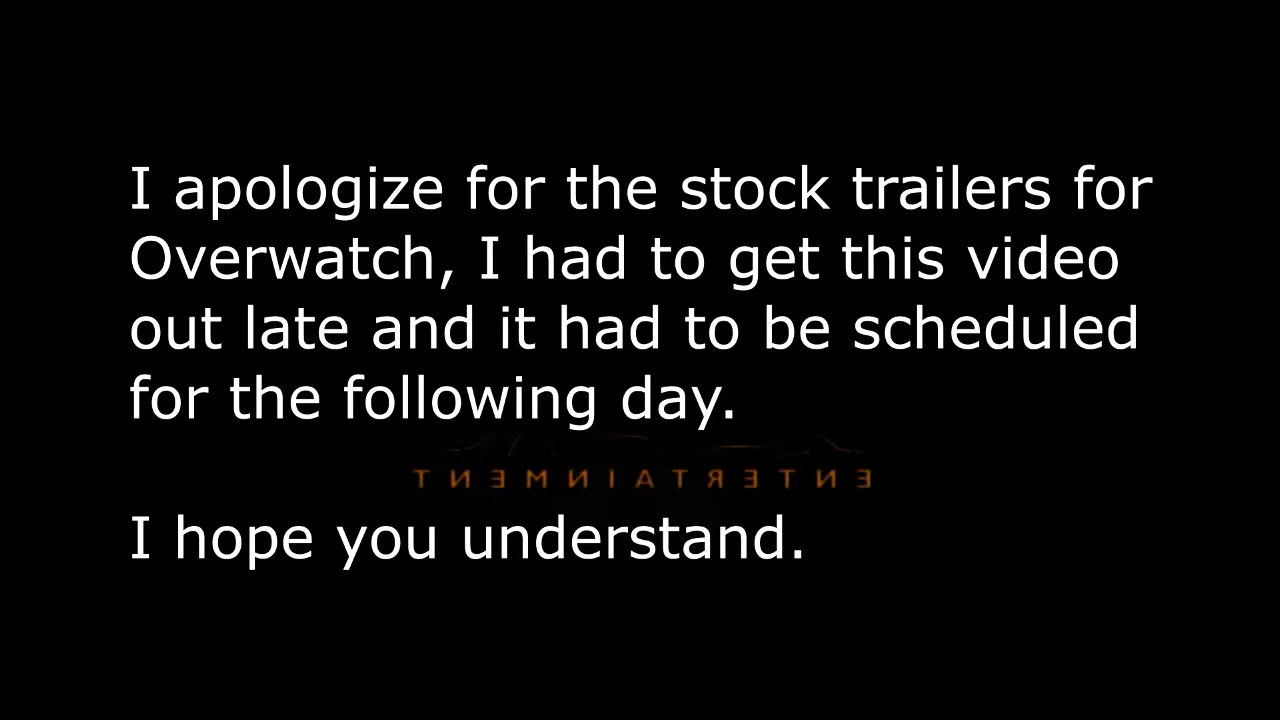 I apologize for the stock trailers for
Overwatch, I had to get this video
out late and it had to be scheduled
for the following day.
ENTERTAINMENT
I hope you understand.